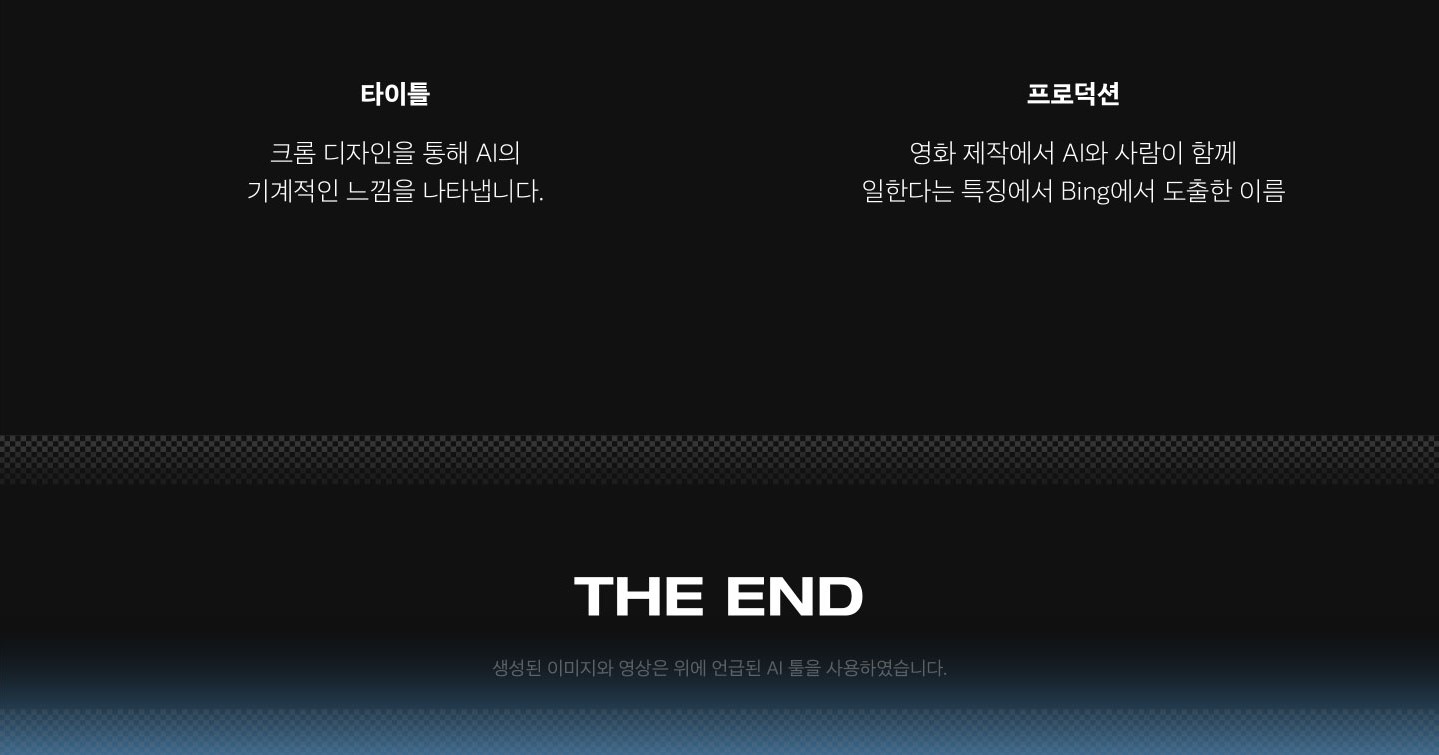 타이틀
크롬 디자인을 통해 AI의
기계적인 느낌을 나타냅니다.
프로덕션
영화 제작에서 AI와 사람이 함께
일한다는 특징에서 Bing에서 도출한 이름
THE END
생성된 이미지와 영상은 위에 언급된 AI 툴을 사용하였습니다.